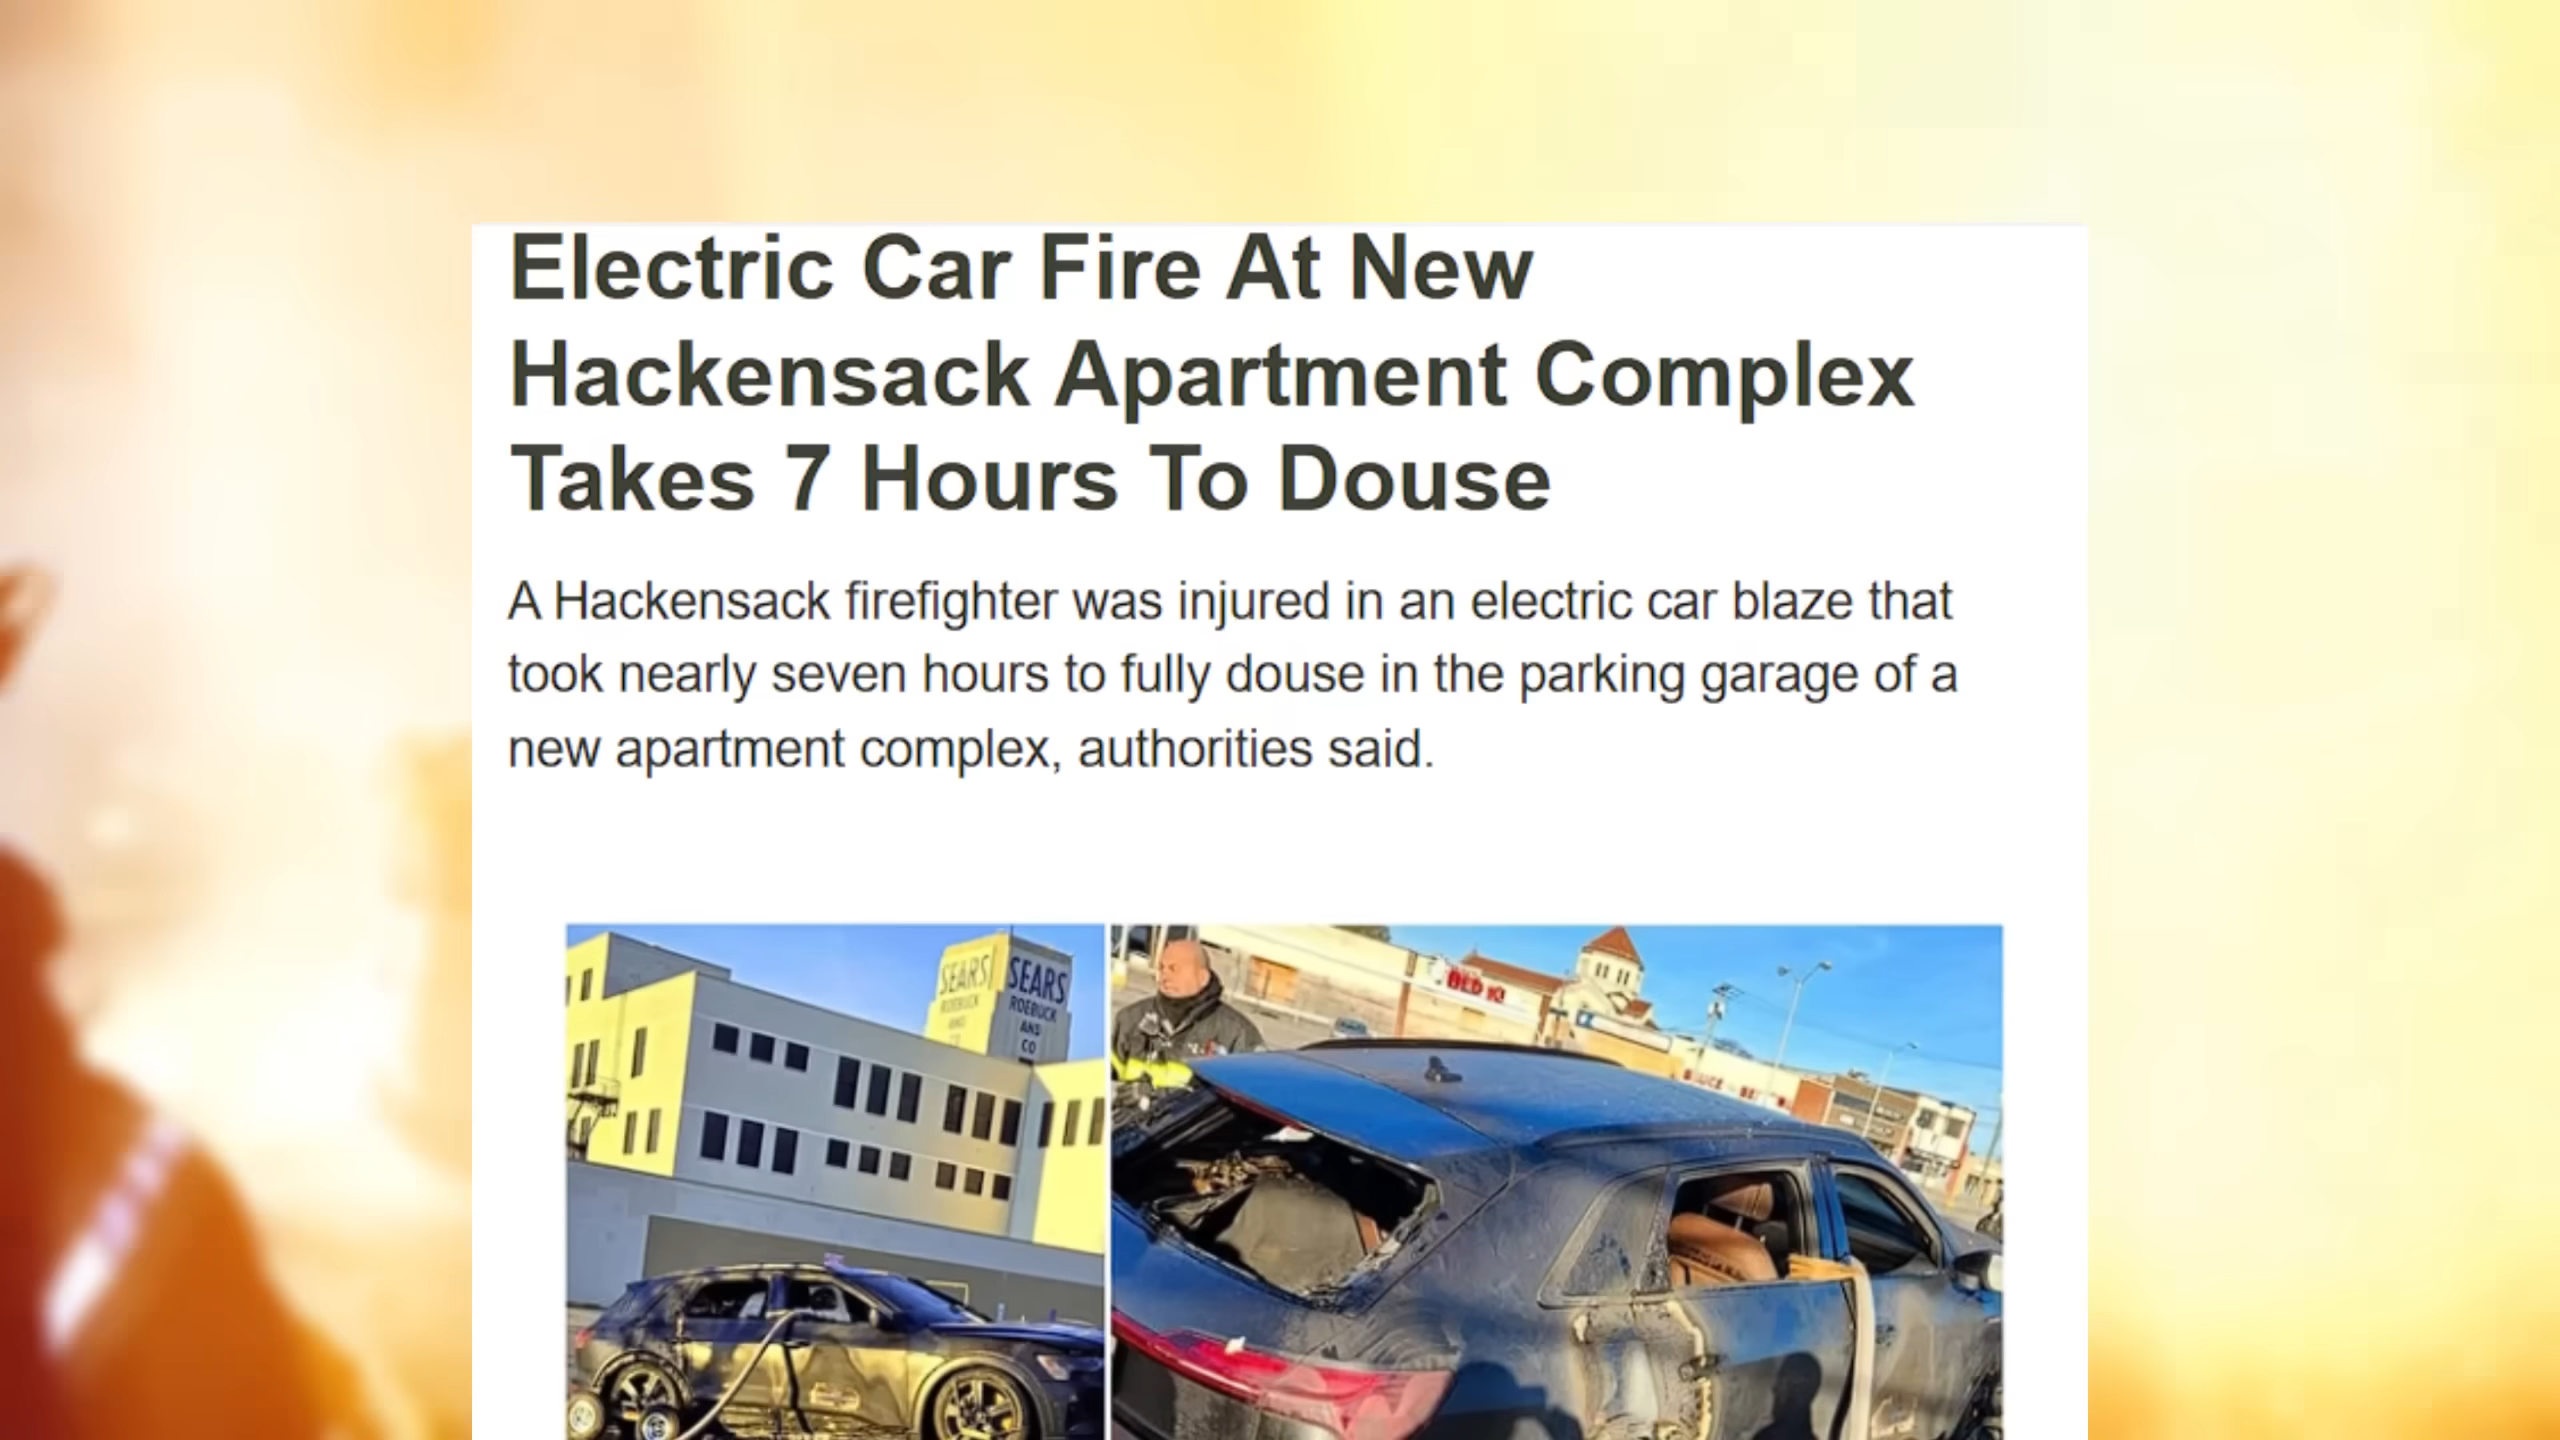 Electric Car Fire At New
Hackensack Apartment Complex
Takes 7 Hours To Douse
A Hackensack firefighter was injured in an electric car blaze that
took nearly seven hours to fully douse in the parking garage of a
new apartment complex, authorities said.
SEARS SEARS
ROEBUCK ROEBUCK
AND AND
CO